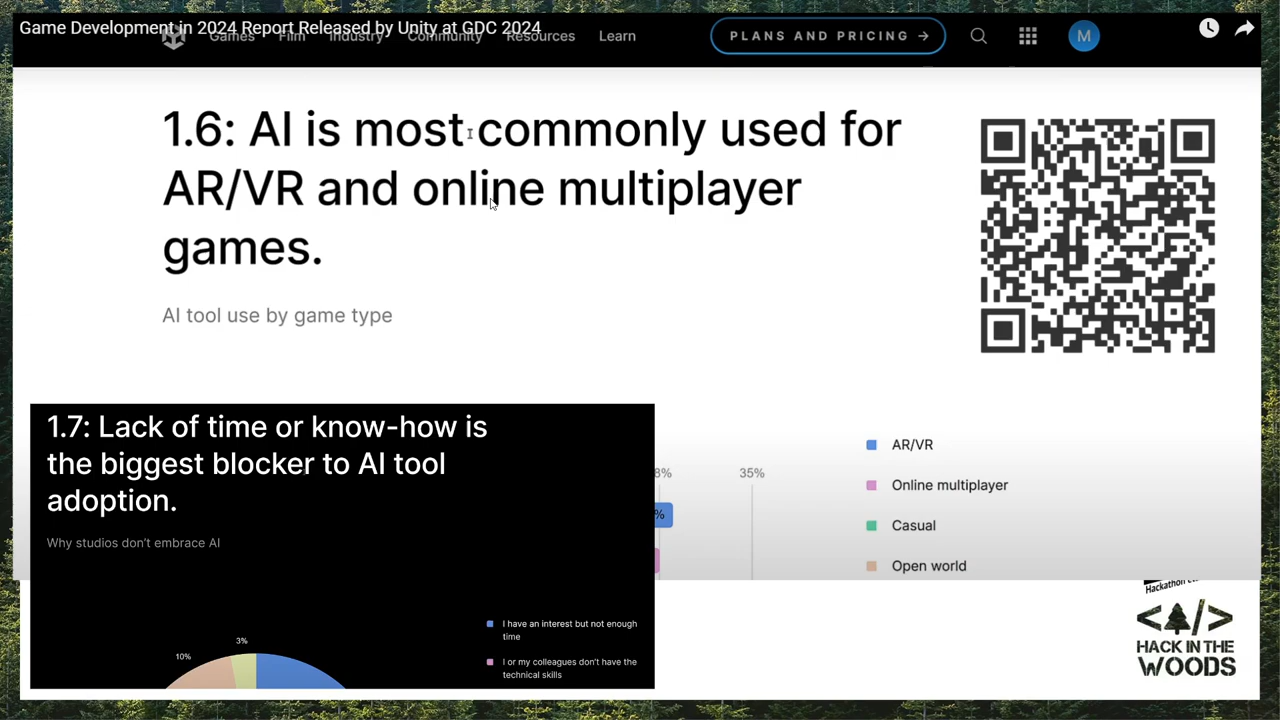 Game Development in 2024 Report Released by Unity at GDC 2024
Games Film Industry Community Resources Learn
PLANS AND PRICING →
M
1.6: AI is most commonly used for
AR/VR and online multiplayer
games.
AI tool use by game type
8% 35%
%
AR/VR
Online multiplayer
Casual
Open world
1.7: Lack of time or know-how is
the biggest blocker to AI tool
adoption.
Why studios don't embrace AI
3%
10%
I have an interest but not enough
time
I or my colleagues don't have the
technical skills
Hackathon
</>
HACK IN THE
WOODS